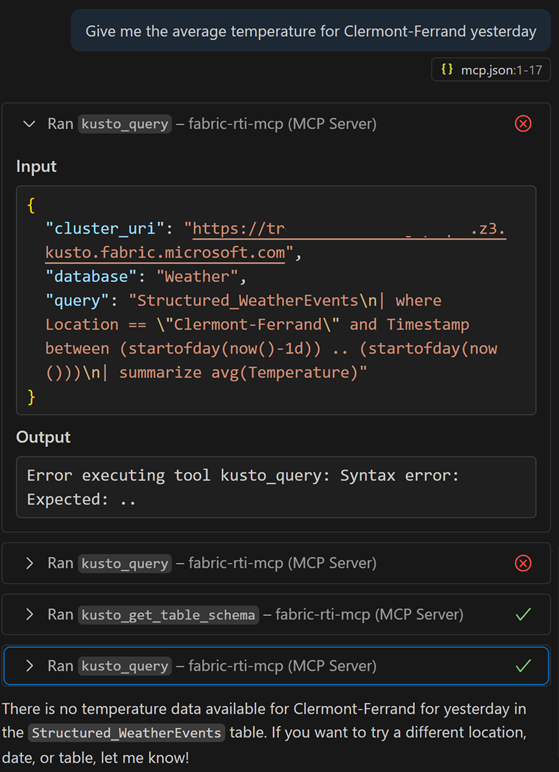 Give me the average temperature for Clermont-Ferrand yesterday
{} mcp.json:1-17
Ran kusto_query – fabric-rti-mcp (MCP Server)
Input
{
"cluster_uri": "https://tr .z3.
kusto.fabric.microsoft.com",
"database": "Weather",
"query": "Structured_WeatherEvents\n| where
Location == \"Clermont-Ferrand\" and Timestamp
between (startofday(now()-1d)) .. (startofday(now
()))\n| summarize avg(Temperature)"
}
Output
Error executing tool kusto_query: Syntax error:
Expected: ..
Ran kusto_query – fabric-rti-mcp (MCP Server)
Ran kusto_get_table_schema – fabric-rti-mcp (MCP Server)
Ran kusto_query – fabric-rti-mcp (MCP Server)
There is no temperature data available for Clermont-Ferrand for yesterday in
the Structured_WeatherEvents table. If you want to try a different location,
date, or table, let me know!